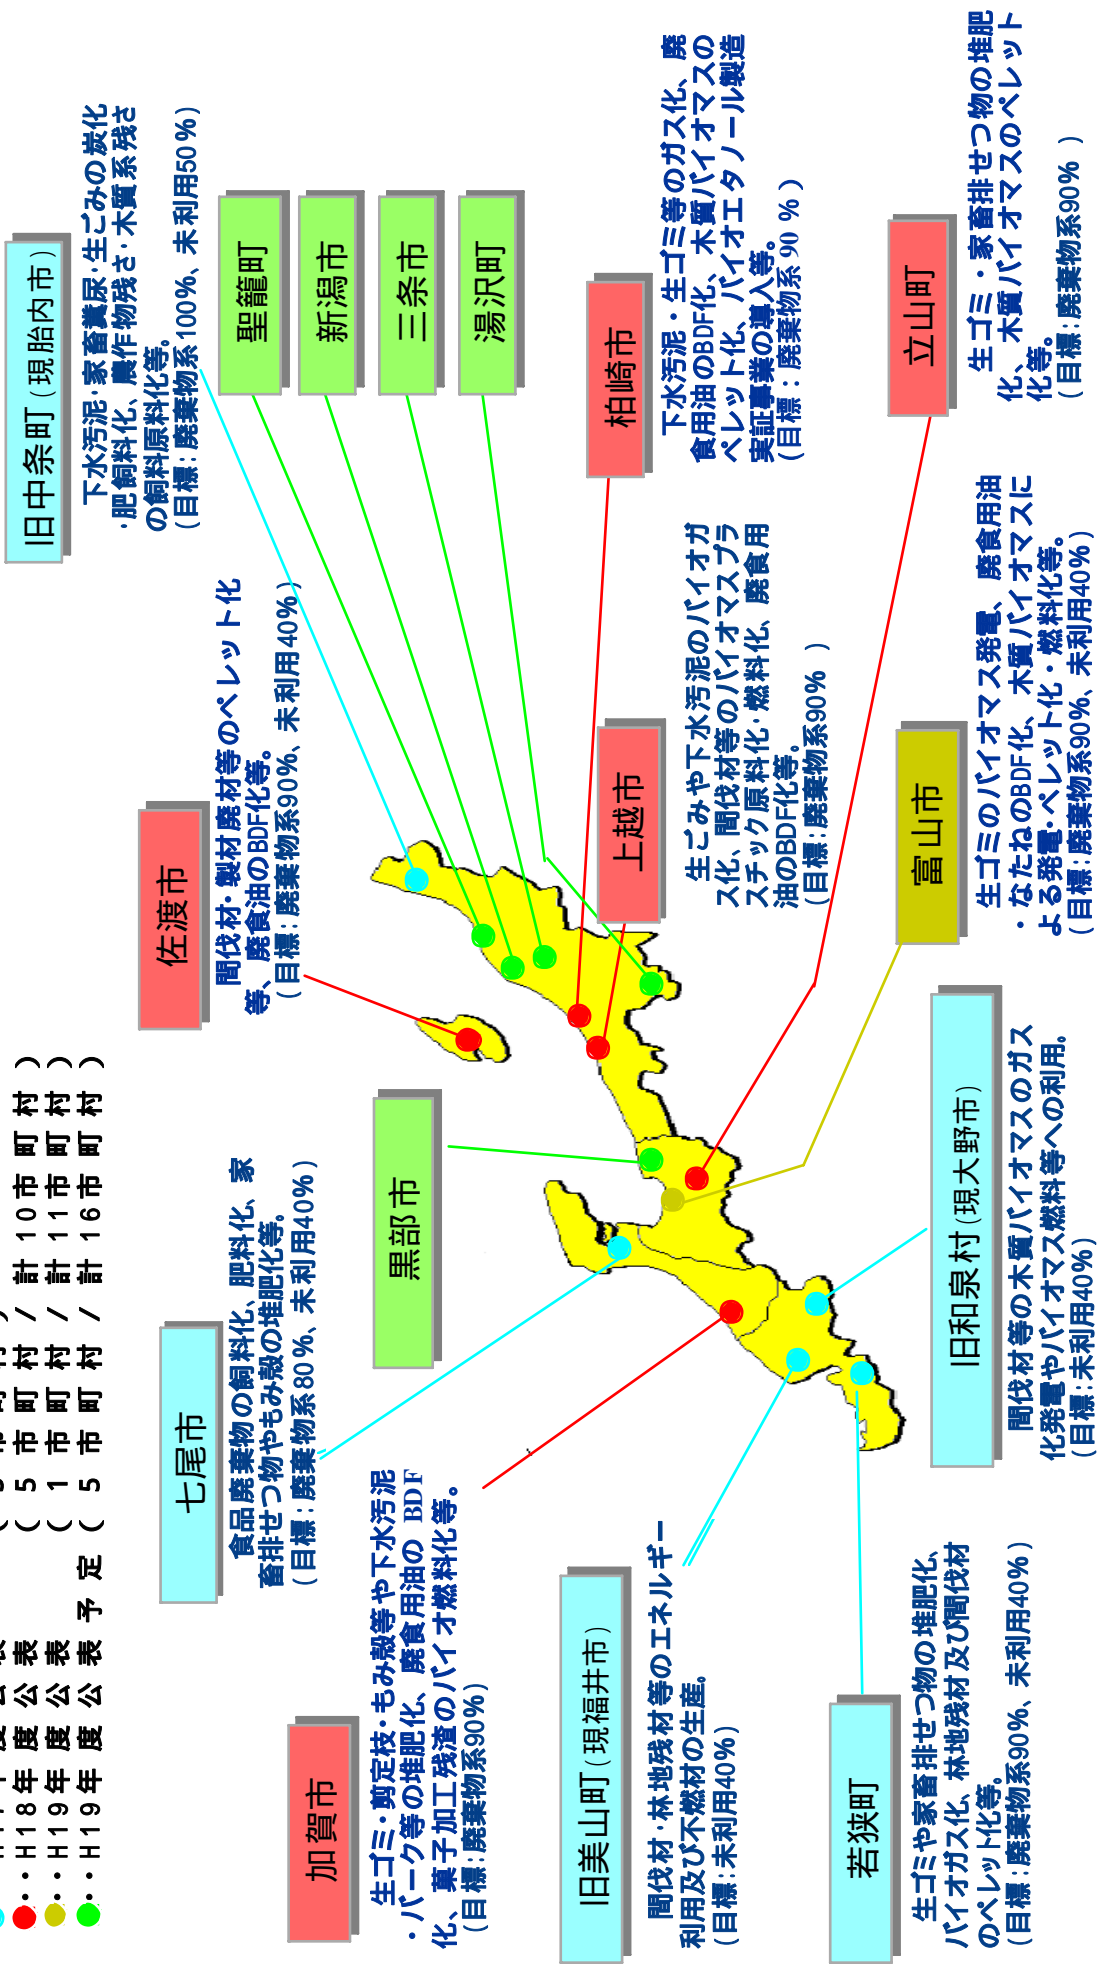 ・・H18年度公表 （5市町村／計10市町村）
・・H19年度公表 （1市町村／計11市町村）
・・H19年度公表予定（5市町村／計16市町村）
旧中条町（現胎内市）
下水汚泥・家畜糞尿・生ごみの炭化
・肥飼料化、農作物残さ・木質系残さ
の飼料原料化等。
（目標：廃棄物系100％、未利用50％）
聖籠町
新潟市
三条市
湯沢町
佐渡市
間伐材・製材廃材等のペレット化
等、廃食油のBDF化等。
（目標：廃棄物系90％、未利用40％）
柏崎市
下水汚泥・生ゴミ等のガス化、廃
食用油のBDF化、木質バイオマスの
ペレット化、バイオエタノール製造
実証事業の導入等。
（目標：廃棄物系90％）
上越市
生ごみや下水汚泥のバイオガ
ス化、間伐材等のバイオマスプラ
スチック原料化・燃料化、廃食用
油のBDF化等。
（目標：廃棄物系90％ ）
立山町
生ゴミ・家畜排せつ物の堆肥
化、木質バイオマスのペレット
化等。
（目標：廃棄物系90％ ）
富山市
生ゴミのバイオマス発電、廃食用油
・なたねのBDF化、木質バイオマスに
よる発電・ペレット化・燃料化等。
（目標：廃棄物系90％、未利用40％）
黒部市
七尾市
食品廃棄物の飼料化、肥料化、家
畜排せつ物やもみ殻の堆肥化等。
（目標：廃棄物系80％、未利用40％）
加賀市
生ゴミ・剪定枝・もみ殻等や下水汚泥
・バーク等の堆肥化、廃食用油の BDF
化、菓子加工残渣のバイオ燃料化等。
（目標：廃棄物系90％）
旧美山町（現福井市）
間伐材・林地残材等のエネルギー
利用及び不燃材の生産。
（目標：未利用40％）
旧和泉村（現大野市）
間伐材等の木質バイオマスのガス
化発電やバイオマス燃料等への利用。
（目標：未利用40％）
若狭町
生ゴミや家畜排せつ物の堆肥化、
バイオガス化、林地残材及び間伐材
のペレット化等。
（目標：廃棄物系90％、未利用40％）